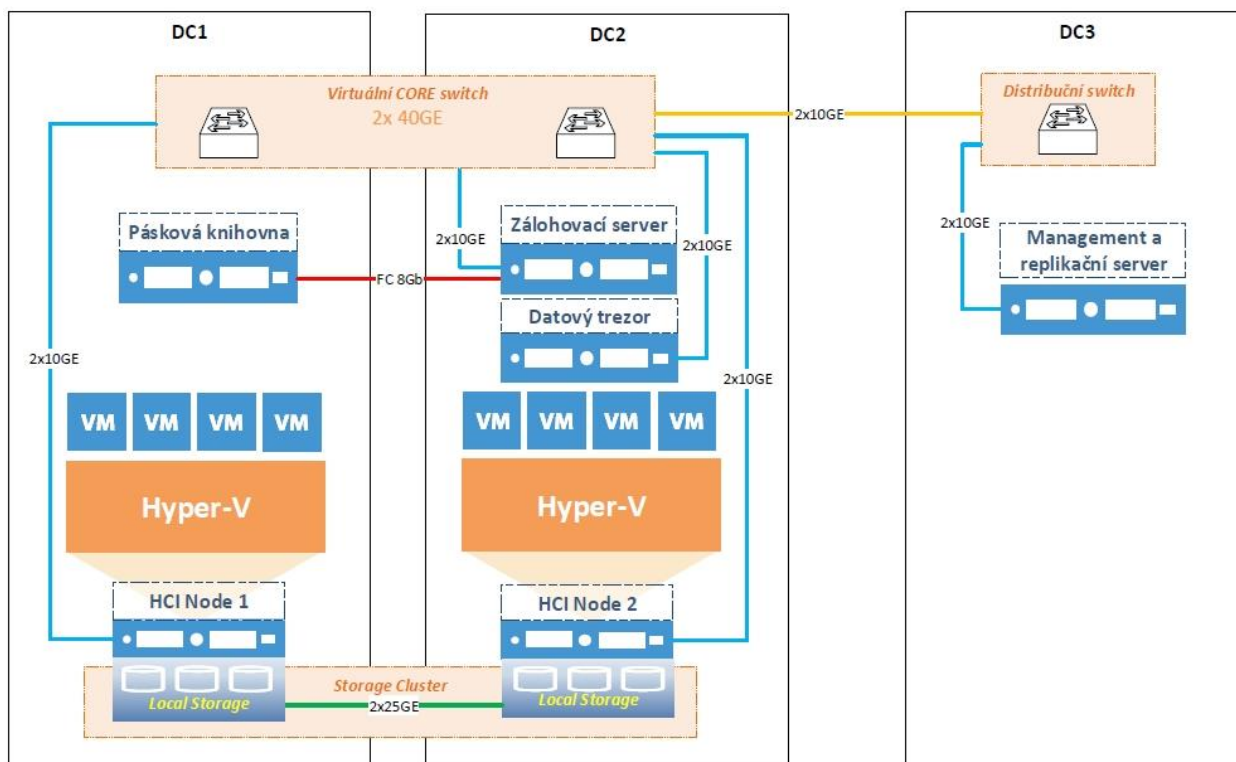 DC1
DC2
DC3
Virtuální CORE switch
2x 40GE
Distribuční switch
2x10GE
Pásková knihovna
Zálohovací server
2x10GE
2x10GE
2x10GE
Management a
replikační server
FC 8Gb
Datový trezor
2x10GE
2x10GE
VM
VM
VM
VM
VM
VM
VM
VM
Hyper-V
Hyper-V
HCI Node 1
HCI Node 2
Storage Cluster
Local Storage
2x25GE
Local Storage